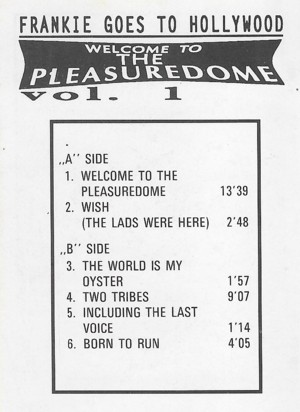 FRANKIE GOES TO HOLLYWOOD
WELCOME TO
THE
PLEASUREDOME
vol. 1
„A’’ SIDE
1. WELCOME TO THE
PLEASUREDOME 13'39
2. WISH
(THE LADS WERE HERE) 2'48
„B’’ SIDE
3. THE WORLD IS MY
OYSTER 1'57
4. TWO TRIBES 9'07
5. INCLUDING THE LAST
VOICE 1'14
6. BORN TO RUN 4'05